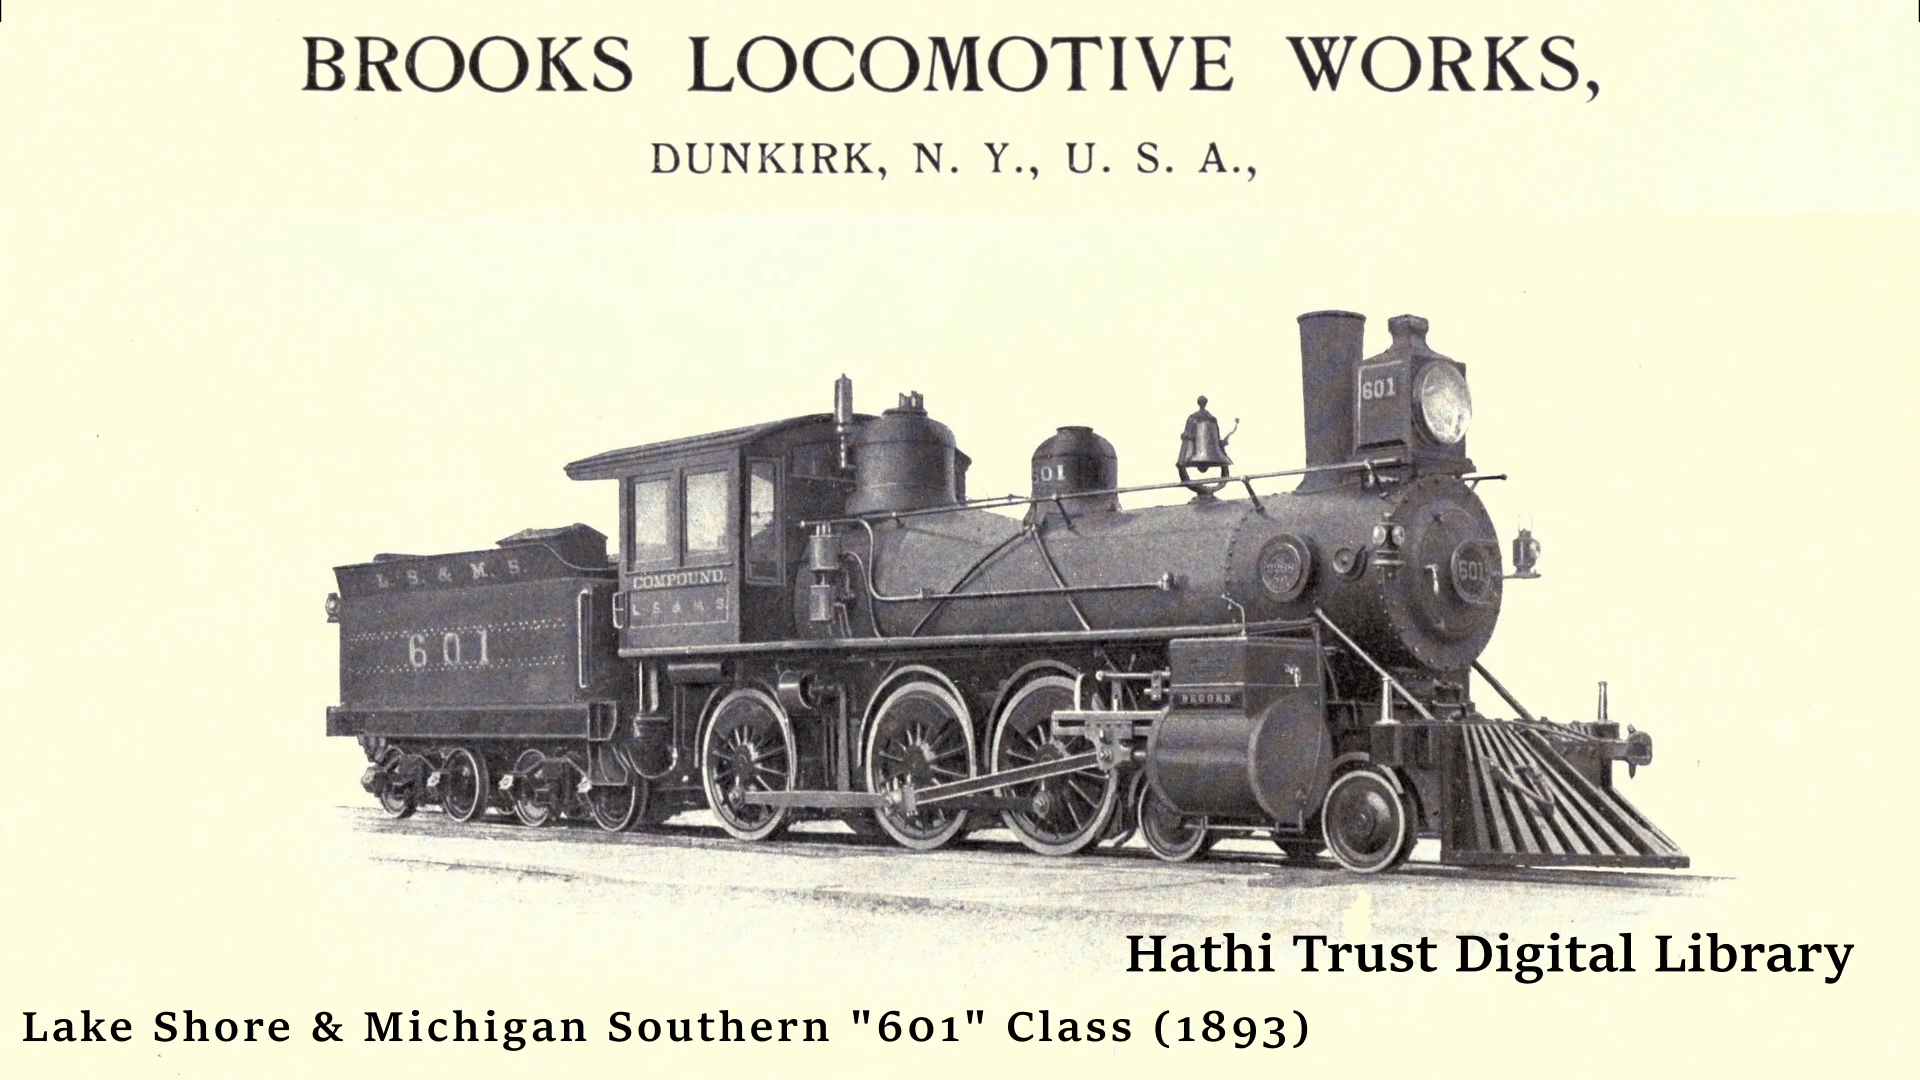 BROOKS LOCOMOTIVE WORKS,
DUNKIRK, N. Y., U. S. A.,
601
601
601
COMPOUND.
L. S. & M. S.
L. S. & M. S.
601
BROOKS
Hathi Trust Digital Library
Lake Shore & Michigan Southern "601" Class (1893)